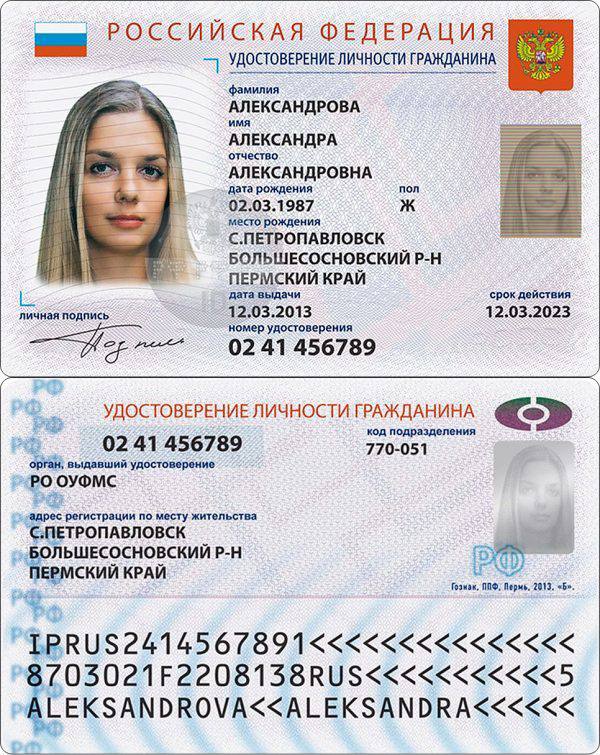 РОССИЙСКАЯ ФЕДЕРАЦИЯ
УДОСТОВЕРЕНИЕ ЛИЧНОСТИ ГРАЖДАНИНА
фамилия
АЛЕКСАНДРОВА
имя
АЛЕКСАНДРА
отчество
АЛЕКСАНДРОВНА
дата рождения пол
02.03.1987 Ж
место рождения
С.ПЕТРОПАВЛОВСК
БОЛЬШЕСОСНОВСКИЙ Р-Н
ПЕРМСКИЙ КРАЙ
дата выдачи срок действия
12.03.2013 12.03.2023
номер удостоверения
02 41 456789
личная подпись
Подпись
РФ
УДОСТОВЕРЕНИЕ ЛИЧНОСТИ ГРАЖДАНИНА
02 41 456789
код подразделения
770-051
орган, выдавший удостоверение
РО ОУФМС
адрес регистрации по месту жительства
С.ПЕТРОПАВЛОВСК
БОЛЬШЕСОСНОВСКИЙ Р-Н
ПЕРМСКИЙ КРАЙ
РФ
Гознак, ППФ, Пермь, 2013, «Б».
IPRUS2414567891<<<<<<<<<<<<<<<
8703021F2208138RUS<<<<<<<<<<<5
ALEKSANDROVA<<ALEKSANDRA<<<<<<